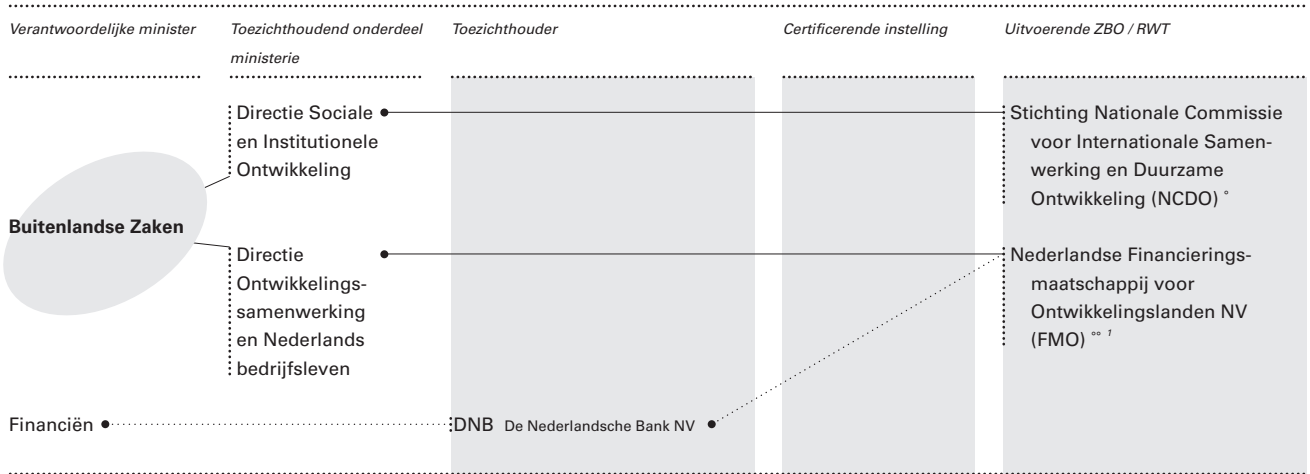 Verantwoordelijke minister
Toezichthoudend onderdeel
ministerie
Toezichthouder
Certificerende instelling
Uitvoerende ZBO / RWT
Buitenlandse Zaken
Directie Sociale
en Institutionele
Ontwikkeling
Stichting Nationale Commissie
voor Internationale Samen-
werking en Duurzame
Ontwikkeling (NCDO) °
Directie
Ontwikkelings-
samenwerking
en Nederlands
bedrijfsleven
Nederlandse Financierings-
maatschappij voor
Ontwikkelingslanden NV
(FMO) °° 1
Financiën
DNB De Nederlandsche Bank NV